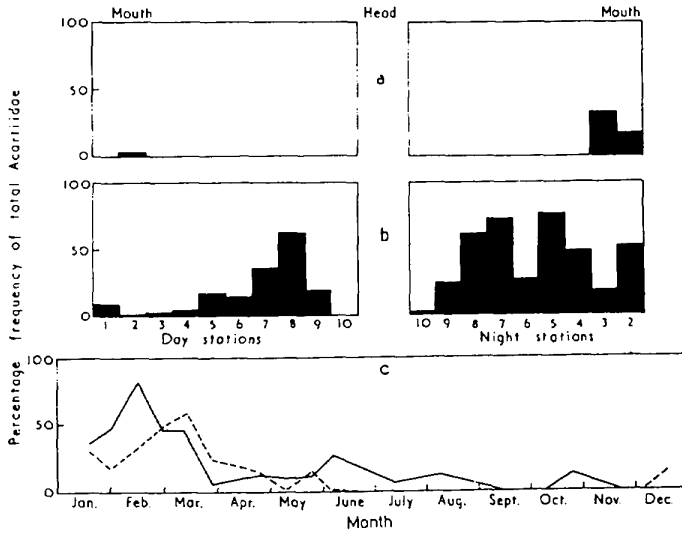 Mouth Head Mouth
100
50
0
a
100
50
0
b
1 2 3 4 5 6 7 8 9 10
Day stations
10 9 8 7 6 5 4 3 2
Night stations
Percentage frequency of total Acartiidae
100
50
0
c
Jan. Feb. Mar. Apr. May June July Aug. Sept. Oct. Nov. Dec.
Month